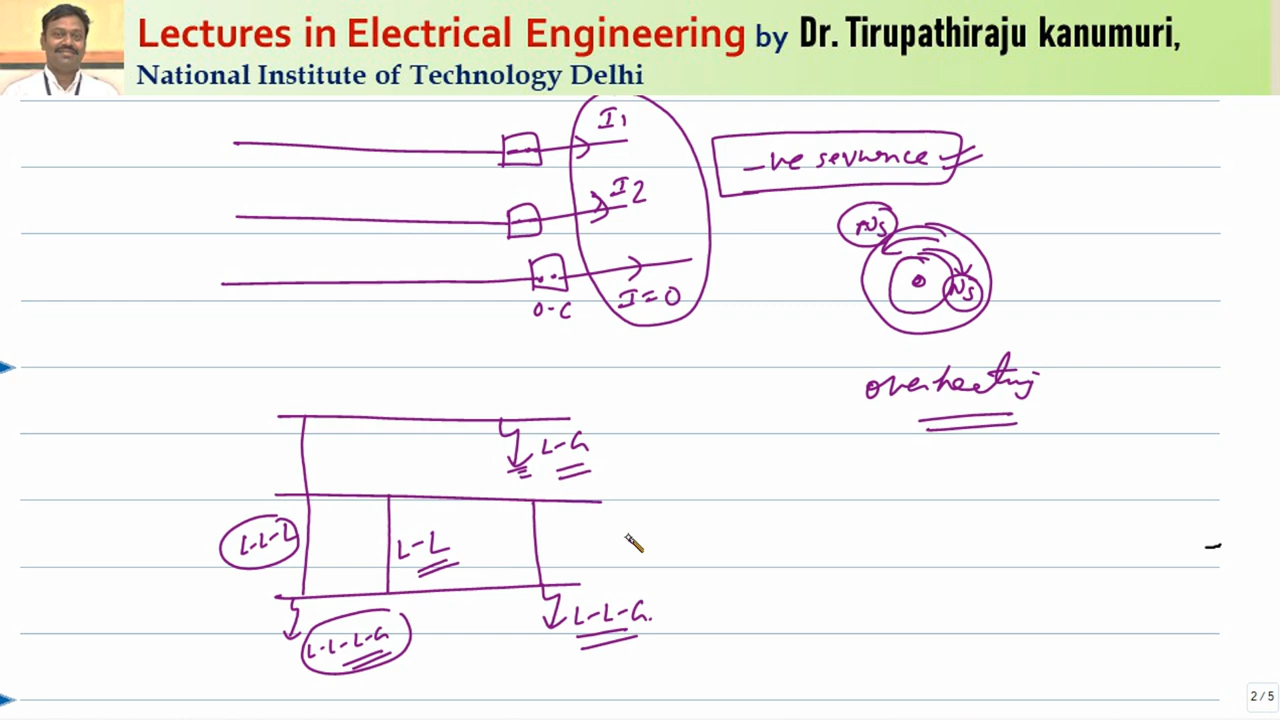 Lectures in Electrical Engineering by Dr. Tirupathiraju kanumuri,
National Institute of Technology Delhi
I1
-ve sequence
I2
NS
NS
I=0
O-C
overheating
L-G
L-L-L
L-L
L-L-G.
L-L-L-G
2/5